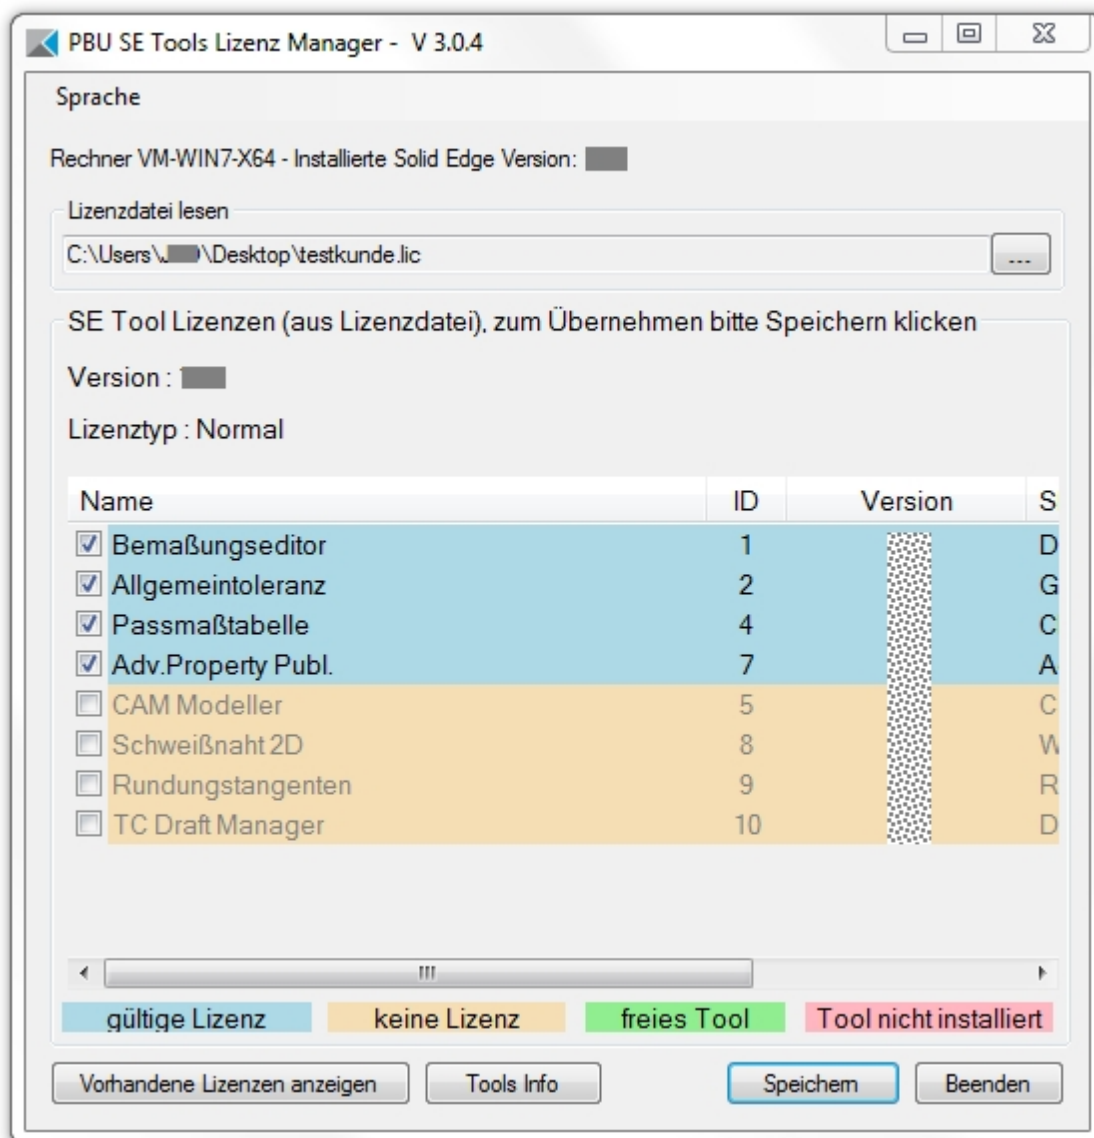 PBU SE Tools Lizenz Manager - V 3.0.4
Sprache
Rechner VM-WIN7-X64 - Installierte Solid Edge Version:
Lizenzdatei lesen
C:\Users\ \Desktop\testkunde.lic
...
SE Tool Lizenzen (aus Lizenzdatei), zum Übernehmen bitte Speichern klicken
Version :
Lizenztyp : Normal
Name ID Version S
Bemaßungseditor 1 D
Allgemeintoleranz 2 G
Passmaßtabelle 4 C
Adv.Property Publ. 7 A
CAM Modeller 5 C
Schweißnaht 2D 8 W
Rundungstangenten 9 R
TC Draft Manager 10 D
gültige Lizenz keine Lizenz freies Tool Tool nicht installiert
Vorhandene Lizenzen anzeigen Tools Info Speichern Beenden